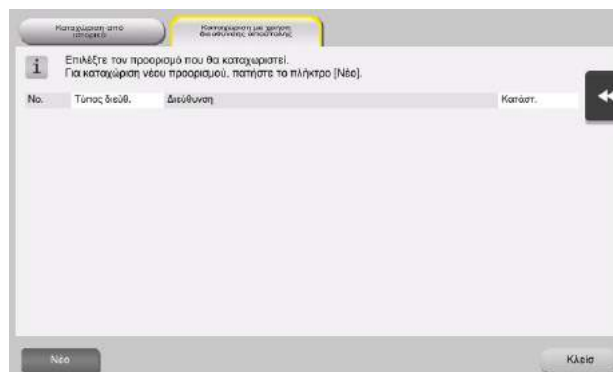 Καταχώριση από
ιστορικό
Καταχώριση με χρήση
διεύθυνσης αποστολής
Επιλέξτε τον προορισμό που θα καταχωριστεί.
Για καταχώριση νέου προορισμού, πατήστε το πλήκτρο [Νέο].
No. Τύπος διεύθ. Διεύθυνση Κατάστ.
Νέο Κλείσ